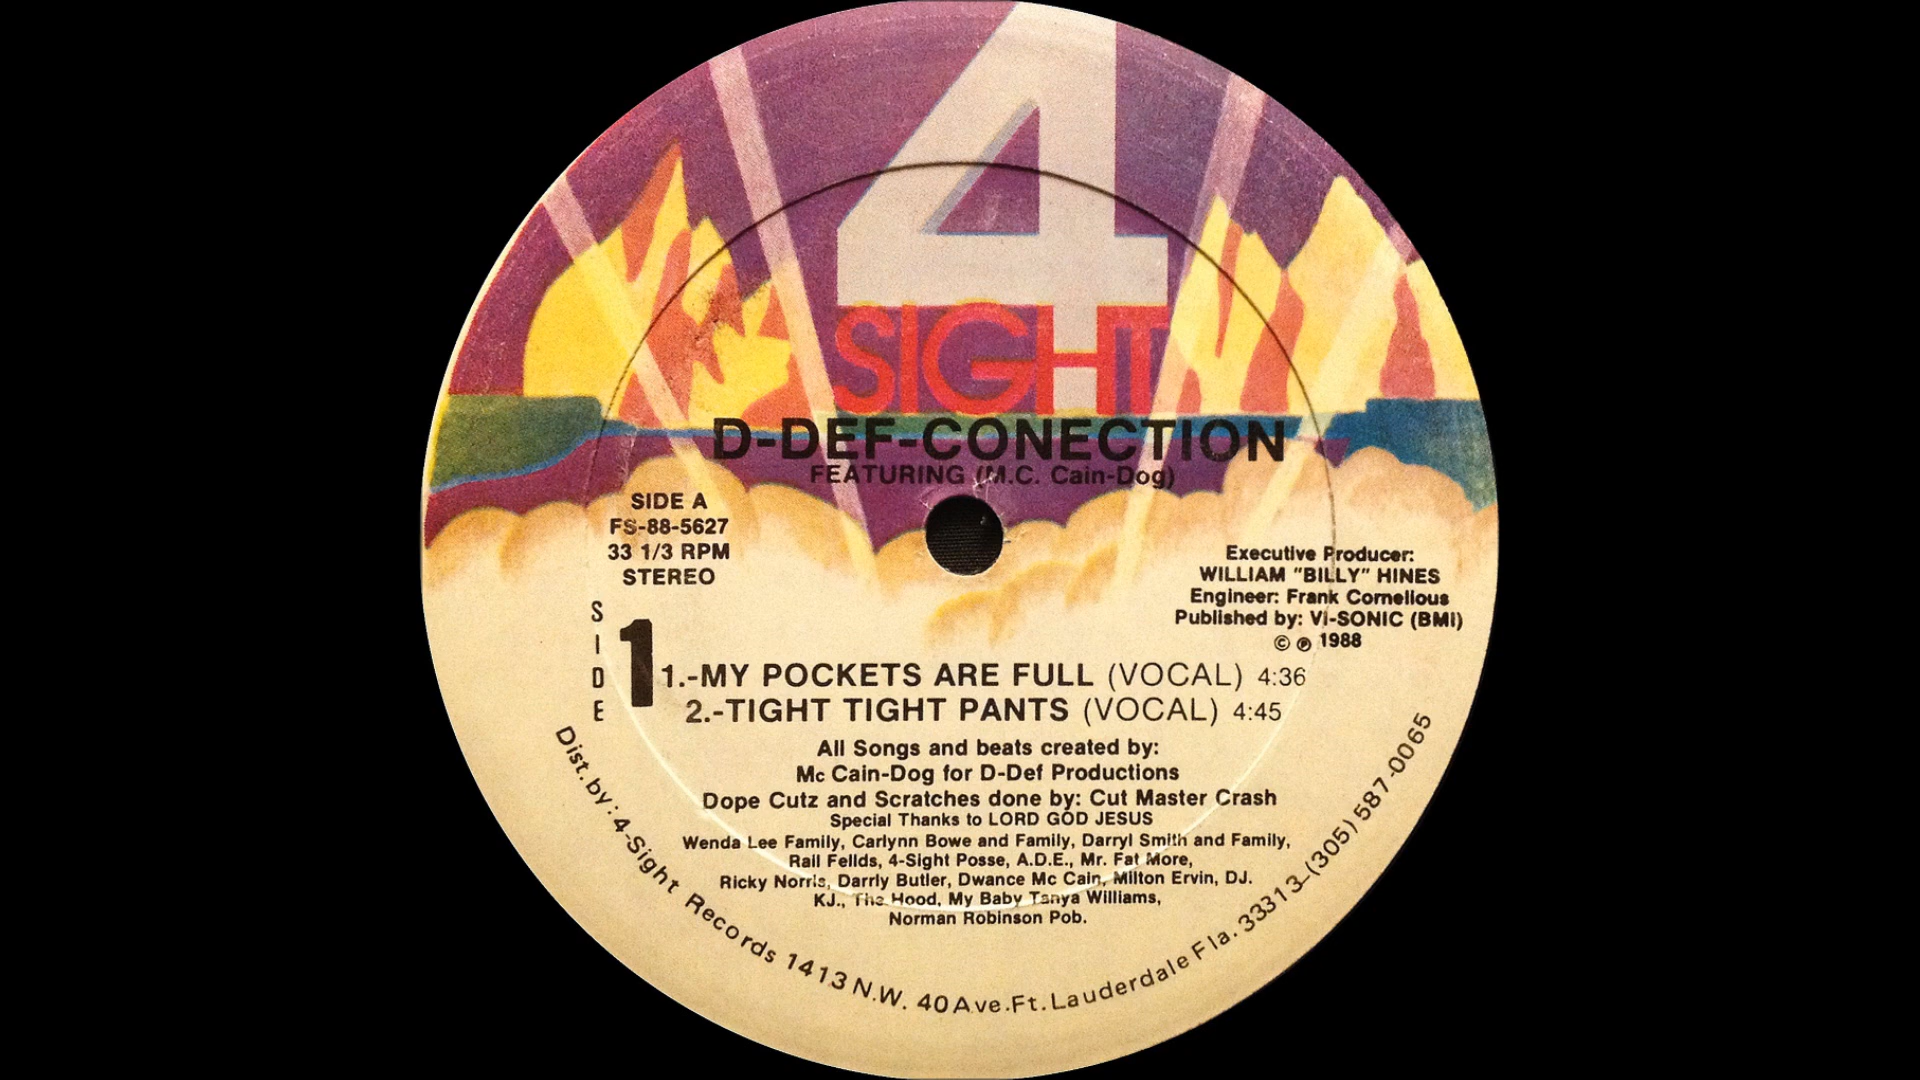 4
SIGHT
D-DEF-CONECTION
FEATURING (M.C. Cain-Dog)
SIDE A
FS-88-5627
33 1/3 RPM
STEREO
SIDE 1
Executive Producer:
WILLIAM "BILLY" HINES
Engineer: Frank Cornelious
Published by: VI-SONIC (BMI)
© ℗ 1988
1.-MY POCKETS ARE FULL (VOCAL) 4:36
2.-TIGHT TIGHT PANTS (VOCAL) 4:45
All Songs and beats created by:
Mc Cain-Dog for D-Def Productions
Dope Cutz and Scratches done by: Cut Master Crash
Special Thanks to LORD GOD JESUS
Wenda Lee Family, Carlynn Bowe and Family, Darryl Smith and Family,
Rail Feilds, 4-Sight Posse, A.D.E., Mr. Fat More,
Ricky Norris, Darrly Butler, Dwance Mc Cain, Milton Ervin, DJ.
KJ., The Hood, My Baby Tanya Williams,
Norman Robinson Pob.
Dist. by: 4-Sight Records 1413 N.W. 40 Ave. Ft. Lauderdale Fla. 33313-(305) 587-0065